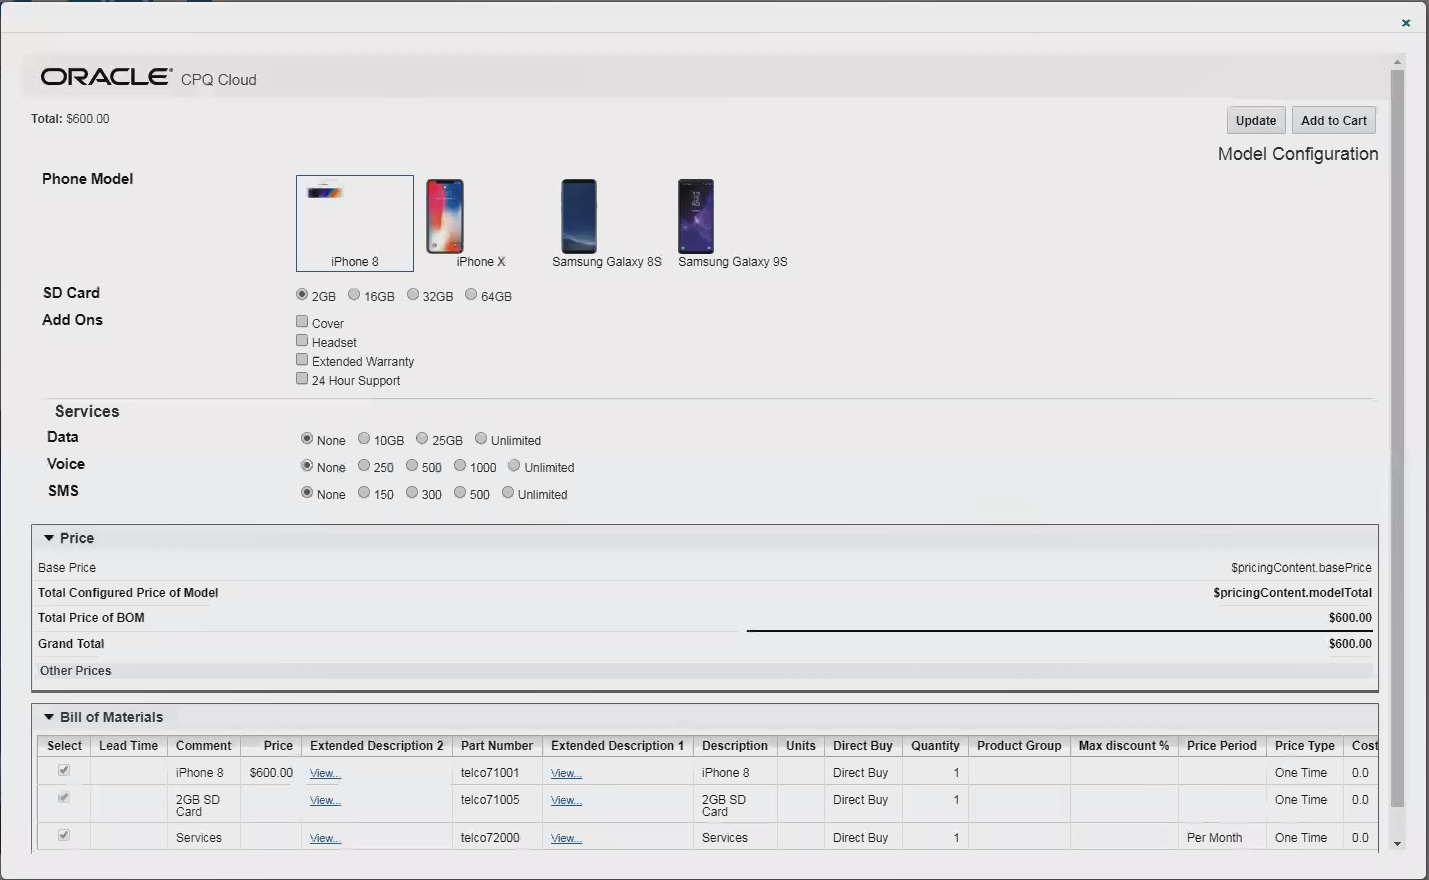 ×
ORACLE® CPQ Cloud
Total: $600.00
Update Add to Cart
Model Configuration
Phone Model
iPhone 8 iPhone X Samsung Galaxy 8S Samsung Galaxy 9S
SD Card 2GB 16GB 32GB 64GB
Add Ons Cover
Headset
Extended Warranty
24 Hour Support
Services
Data None 10GB 25GB Unlimited
Voice None 250 500 1000 Unlimited
SMS None 150 300 500 Unlimited
Price
Base Price $pricingContent.basePrice
Total Configured Price of Model $pricingContent.modelTotal
Total Price of BOM $600.00
Grand Total $600.00
Other Prices
Bill of Materials
Select Lead Time Comment Price Extended Description 2 Part Number Extended Description 1 Description Units Direct Buy Quantity Product Group Max discount % Price Period Price Type Cost
iPhone 8 $600.00 View... telco71001 View... iPhone 8 Direct Buy 1 One Time 0.0
2GB SD View... telco71005 View... 2GB SD Direct Buy 1 One Time 0.0
Card Card
Services View... telco72000 View... Services Direct Buy 1 Per Month One Time 0.0